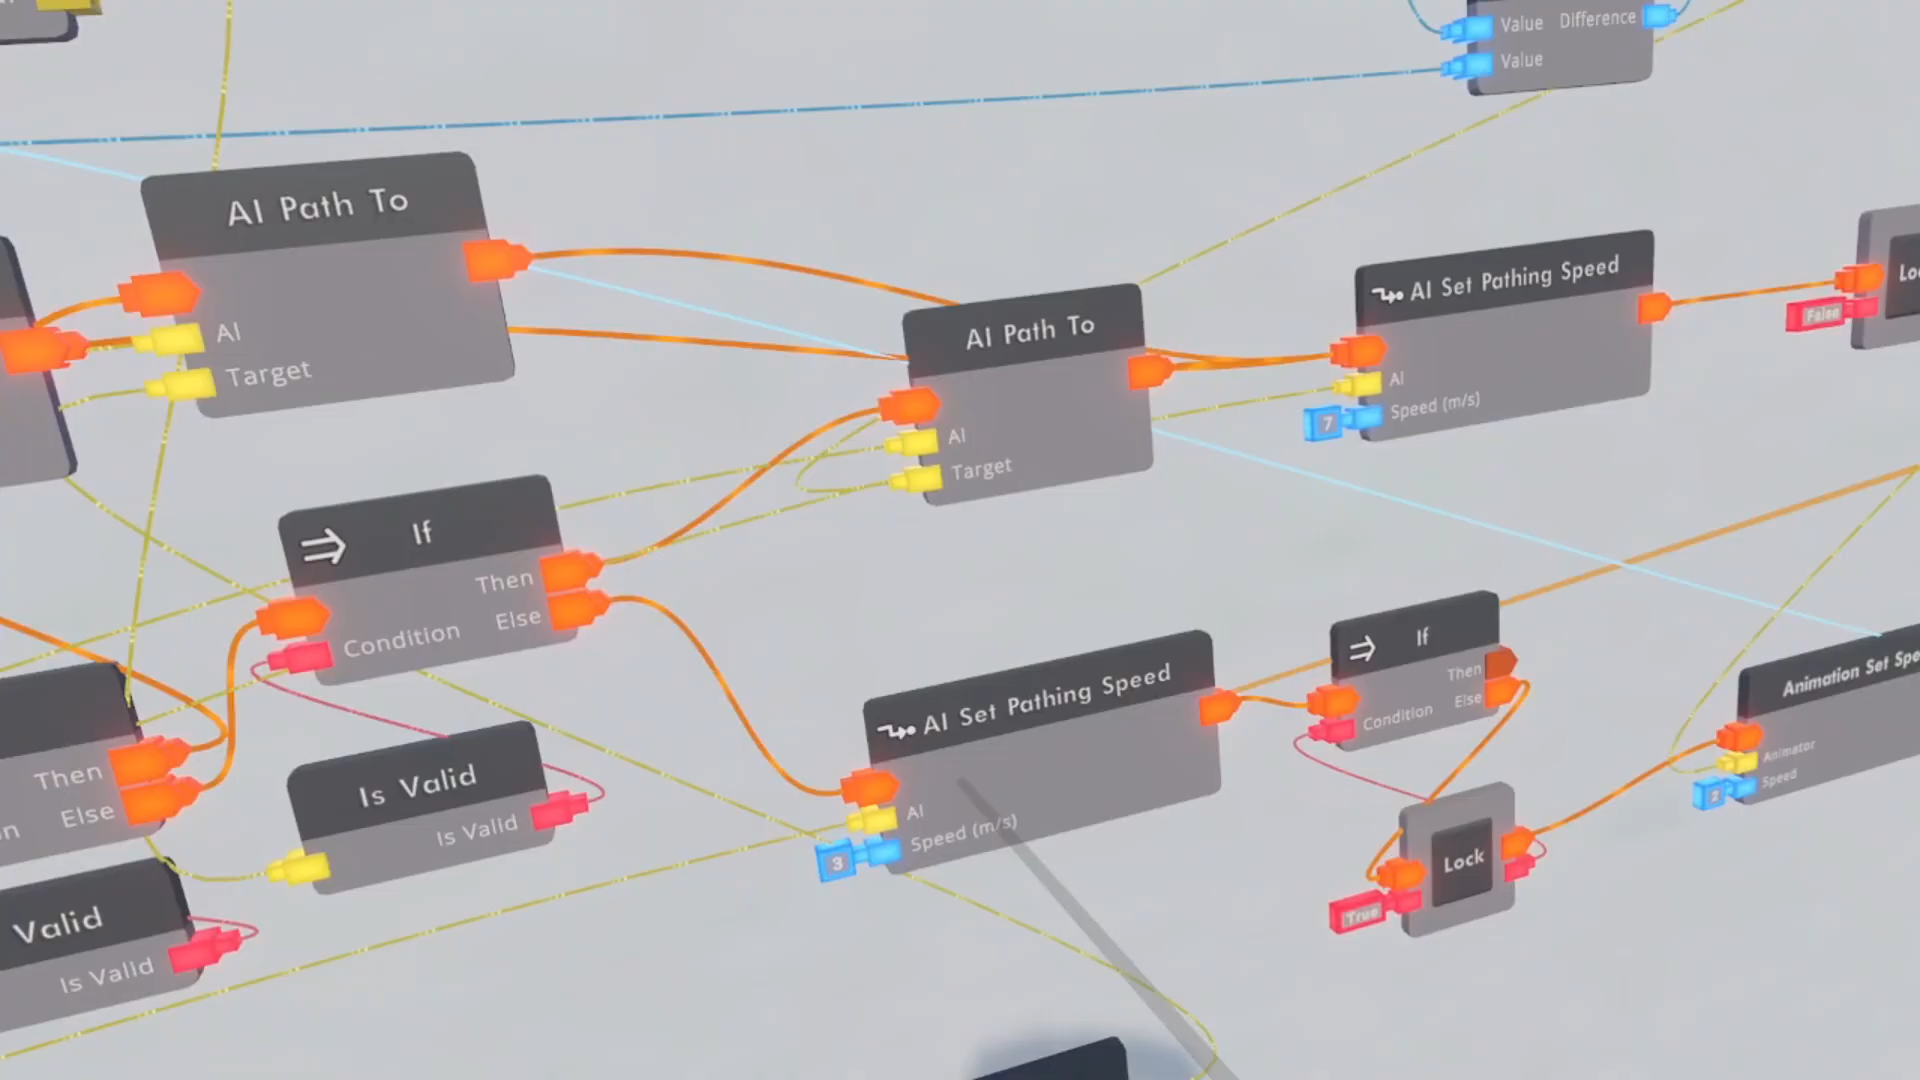 Value Difference
Value
AI Path To
AI
Target
AI Path To
AI
Target
AI Set Pathing Speed
AI
7 Speed (m/s)
False
If
Then
Else
Condition
Then
Else
Is Valid
Is Valid
Valid
Is Valid
AI Set Pathing Speed
AI
3 Speed (m/s)
If
Then
Else
Condition
Lock
True
Animation Set
Animator
2 Speed